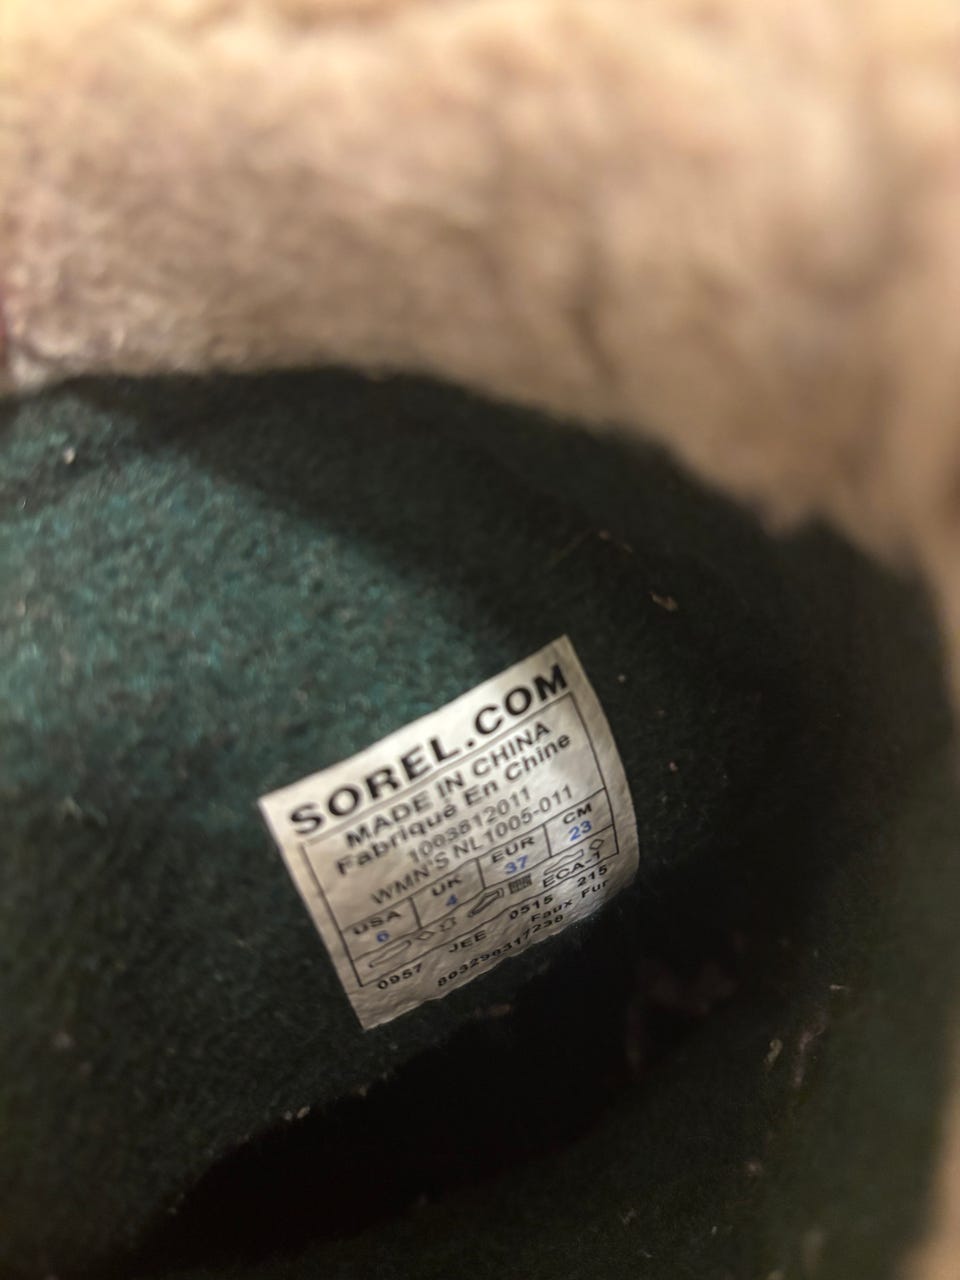 SOREL.COM
MADE IN CHINA
Fabriqué En Chine
1003812011
WMN'S NL1005-011
USA UK EUR CM
6 4 37 23
ECA-1
0957 JEE 0515 215
Faux Fur
803298317238